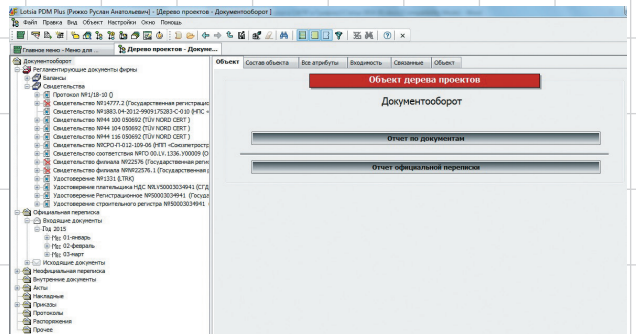 Lotsia PDM Plus [Рижко Руслан Анатольевич] - [Дерево проектов - Документооборот ]
Файл Правка Вид Объект Настройки Окно Помощь
Главное меню - Меню для ...
Дерево проектов - Докуме...
Документооборот
Регламентирующие документы фирмы
Балансы
Свидетельства
Протокол №1/18-10 ()
Свидетельство №14777.2 (Государственная регистрацио
Свидетельство №1883.04-2012-9909175283-С-010 (НПС «
Свидетельство №44 100 050692 (TÜV NORD CERT )
Свидетельство №44 104 050692 (TÜV NORD CERT )
Свидетельство №44 116 050692 (TÜV NORD CERT )
Свидетельство №СРО-П-012-109-06 (НПП «Союзпетрост
Свидетельство соответствия №ТО 00.LV.1336.У00009 (О
Свидетельство филиала №22576 (Государственная реги
Свидетельство филиала №№22576.1 (Государственная р
Удостоверение №1331 (LTRK)
Удостоверение плательщика НДС №LV50003034941 (СГД
Удостоверение Регистрационное №50003034941 (Госуда
Удостоверение строительного регистра №50003034941 (
Официальная переписка
Входящие документы
Год 2015
Мес 01-январь
Мес 02-февраль
Мес 03-март
Исходящие документы
Неофициальная переписка
Внутренние документы
Акты
Накладные
Приказы
Протоколы
Распоряжения
Прочее
Объект Состав объекта Все атрибуты Входимость Связанные Объект
Объект дерева проектов
Документооборот
Отчет по документам
Отчет официальной переписки